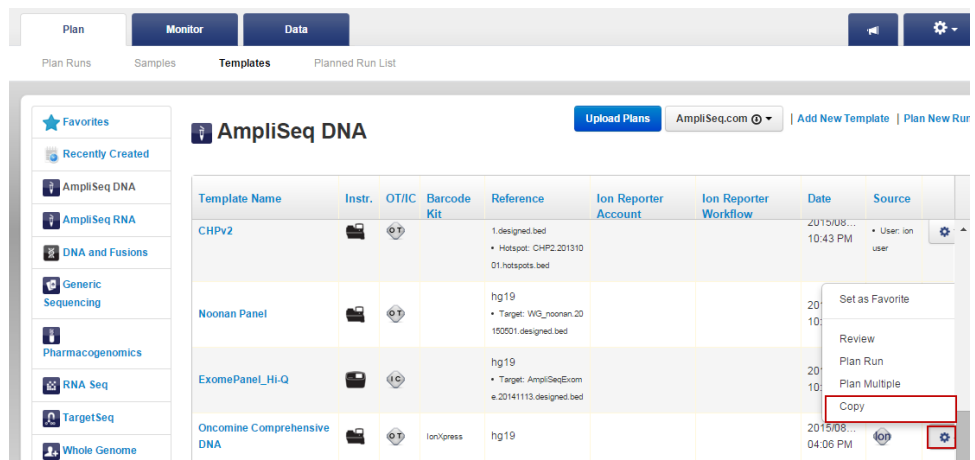 Plan
Monitor
Data
Plan Runs
Samples
Templates
Planned Run List
Favorites
Recently Created
AmpliSeq DNA
AmpliSeq RNA
DNA and Fusions
Generic
Sequencing
Pharmacogenomics
RNA Seq
TargetSeq
Whole Genome
AmpliSeq DNA
Upload Plans
AmpliSeq.com
| Add New Template | Plan New Run
Template Name
Instr.
OT/IC
Barcode
Kit
Reference
Ion Reporter
Account
Ion Reporter
Workflow
Date
Source
CHPv2
OT
1.designed.bed
• Hotspot: CHP2.201310
01.hotspots.bed
2015/08...
10:43 PM
• User: ion
user
Noonan Panel
OT
hg19
• Target: WG_noonan.20
150501.designed.bed
20
10:
ExomePanel_Hi-Q
IC
hg19
• Target: AmpliSeqExom
e.20141113.designed.bed
20
10:
Oncomine Comprehensive
DNA
OT
IonXpress
hg19
2015/08...
04:06 PM
ion
Set as Favorite
Review
Plan Run
Plan Multiple
Copy